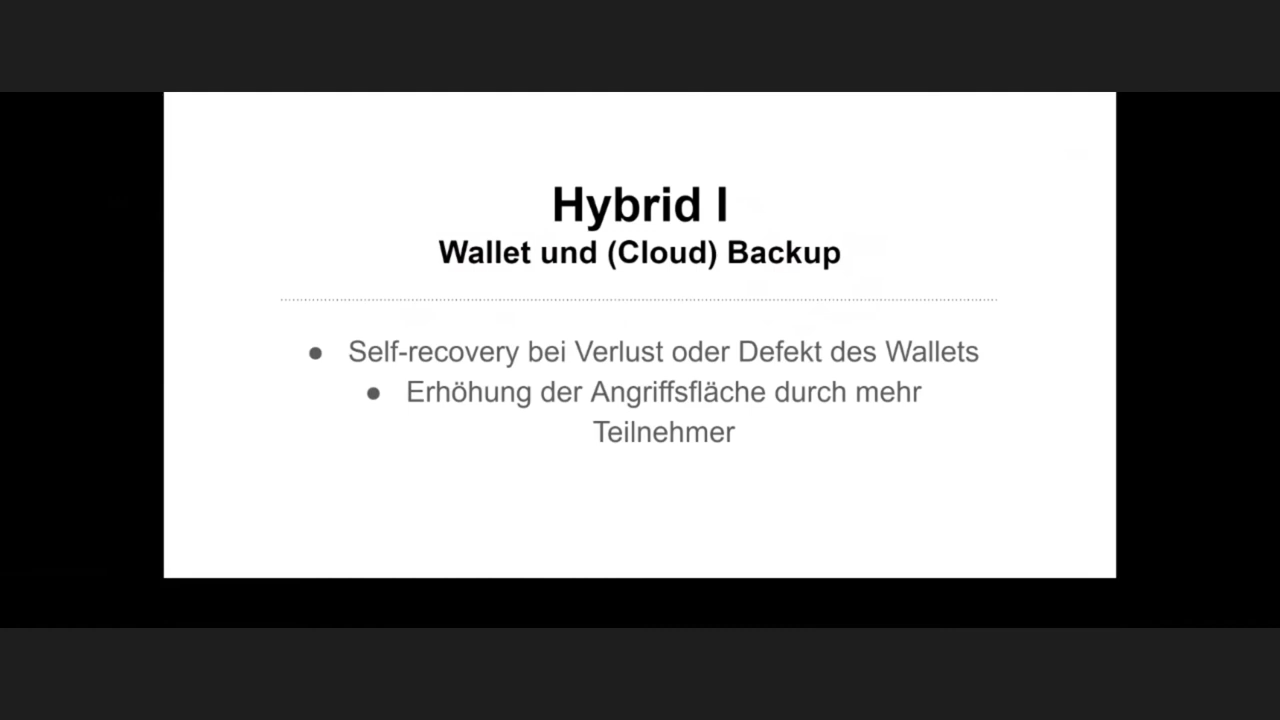 Hybrid I
Wallet und (Cloud) Backup
● Self-recovery bei Verlust oder Defekt des Wallets
● Erhöhung der Angriffsfläche durch mehr
Teilnehmer